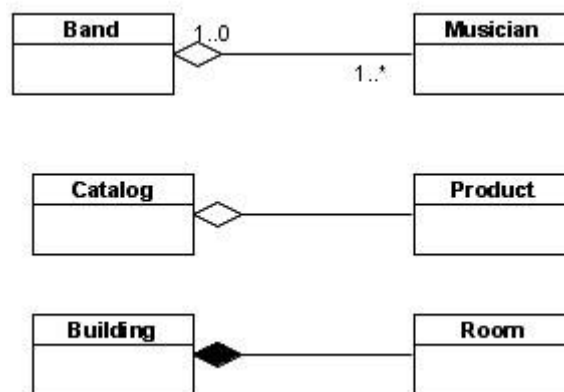 Band
1..0
Musician
1..*
Catalog
Product
Building
Room